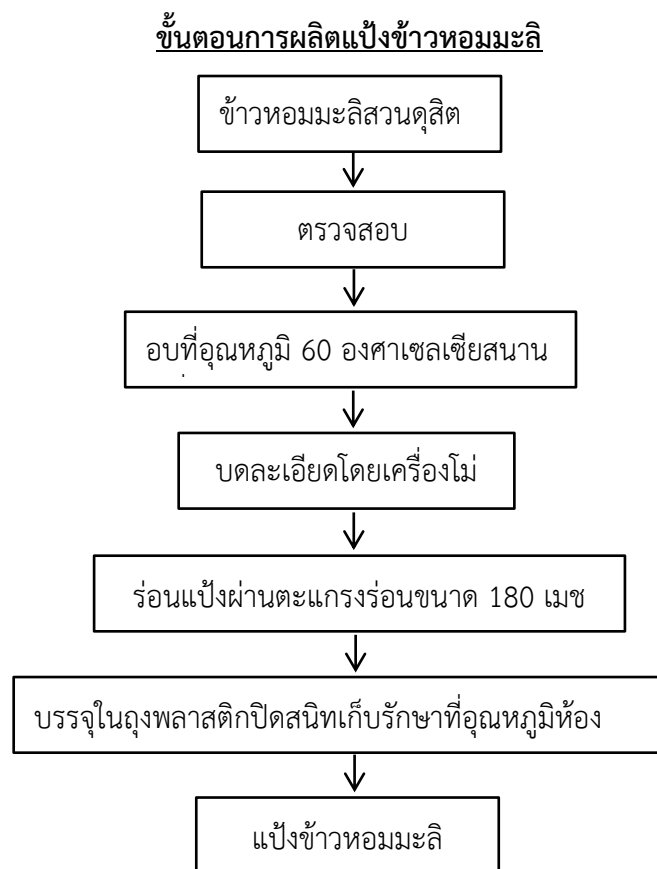 ขั้นตอนการผลิตแป้งข้าวหอมมะลิ
ข้าวหอมมะลิสวนดุสิต
ตรวจสอบ
อบที่อุณหภูมิ 60 องศาเซลเซียสนาน
บดละเอียดโดยเครื่องโม่
ร่อนแป้งผ่านตะแกรงร่อนขนาด 180 เมช
บรรจุในถุงพลาสติกปิดสนิทเก็บรักษาที่อุณหภูมิห้อง
แป้งข้าวหอมมะลิ